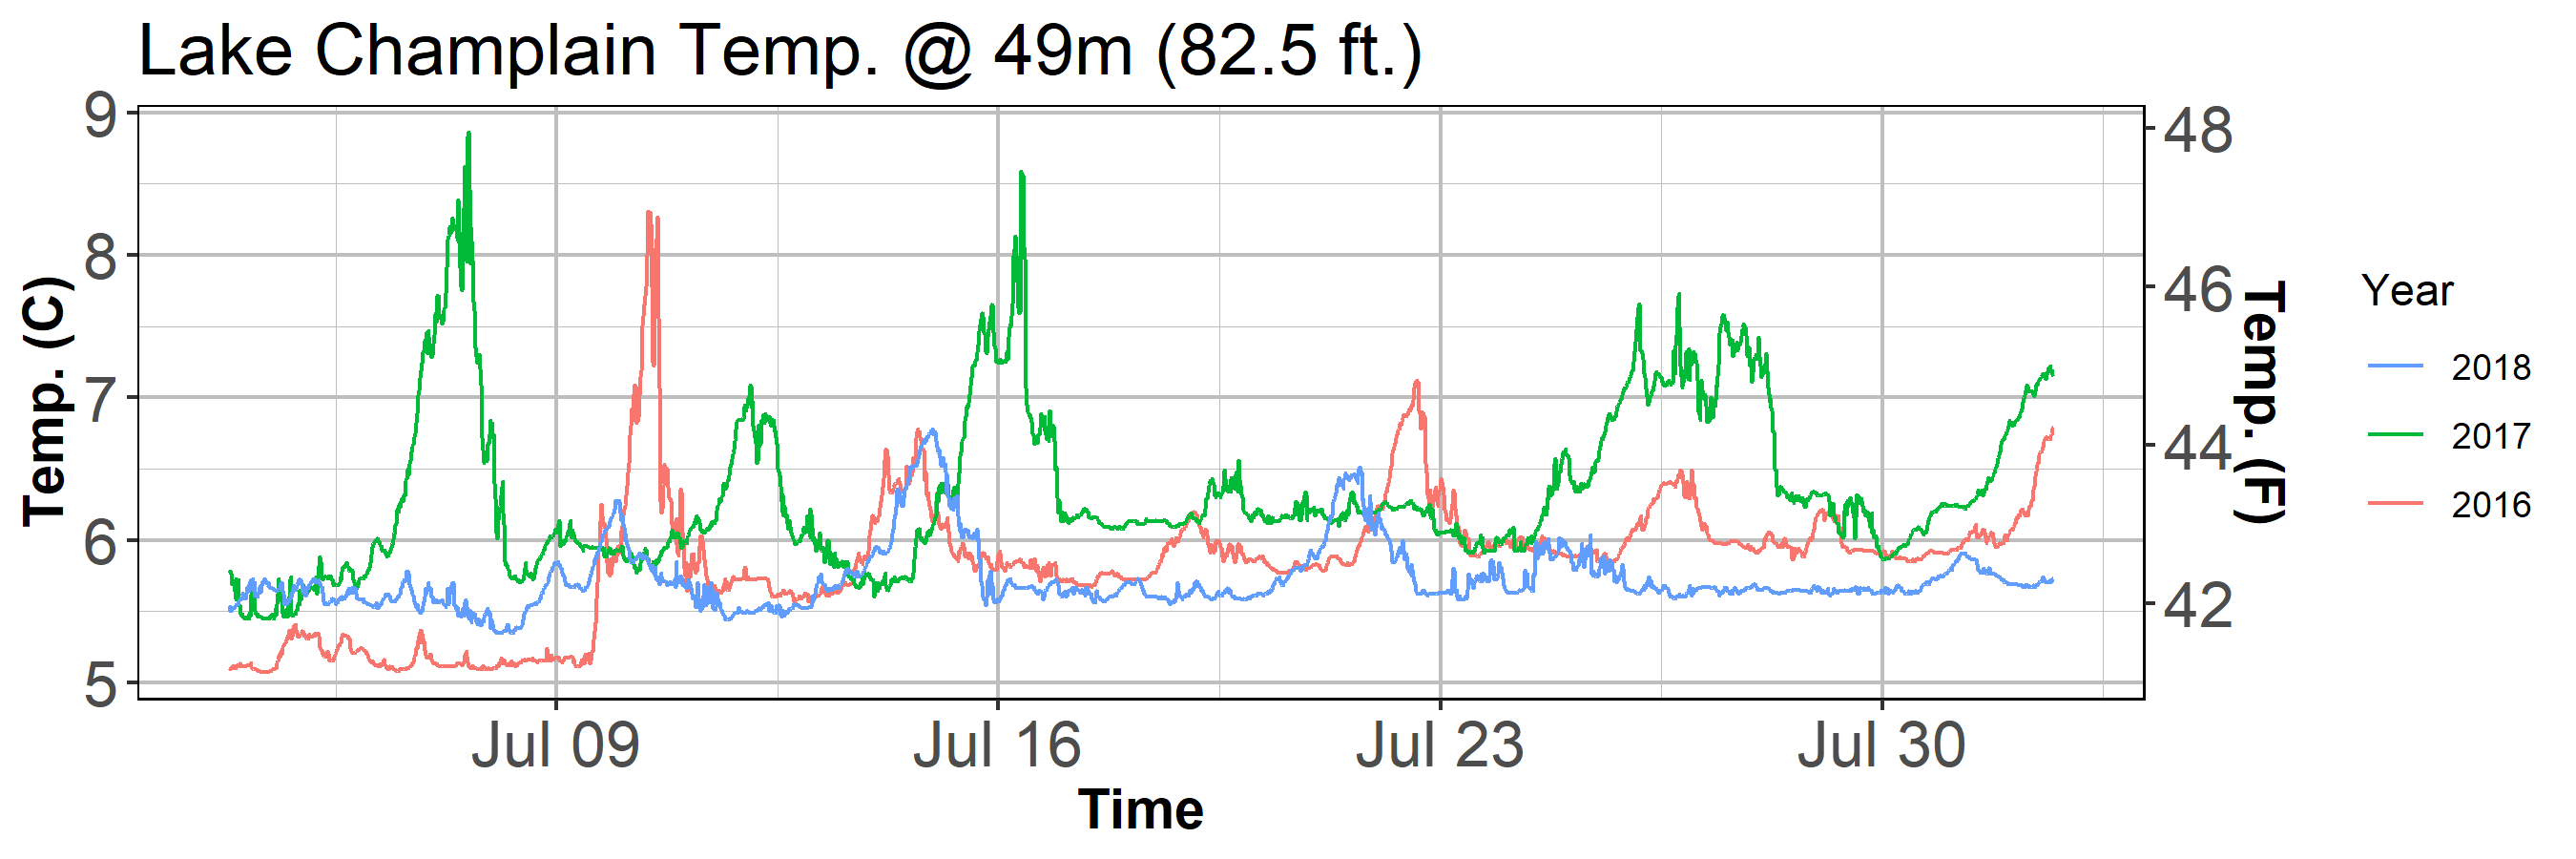 Lake Champlain Temp. @ 49m (82.5 ft.)
9
8
7
6
5
Temp. (C)
48
46
44
42
Temp. (F)
Jul 09
Jul 16
Jul 23
Jul 30
Time
Year
2018
2017
2016